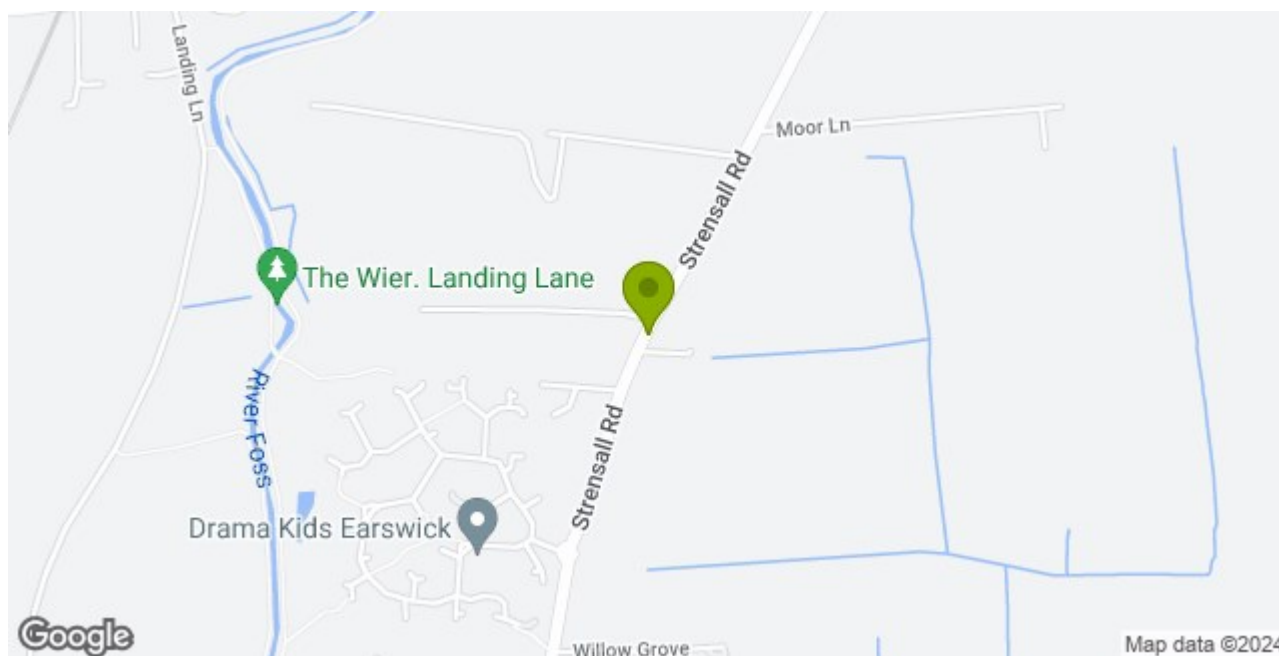 Landing Ln
Moor Ln
Strensall Rd
The Wier. Landing Lane
River Foss
Strensall Rd
Drama Kids Earswick
Willow Grove
Google
Map data ©2024